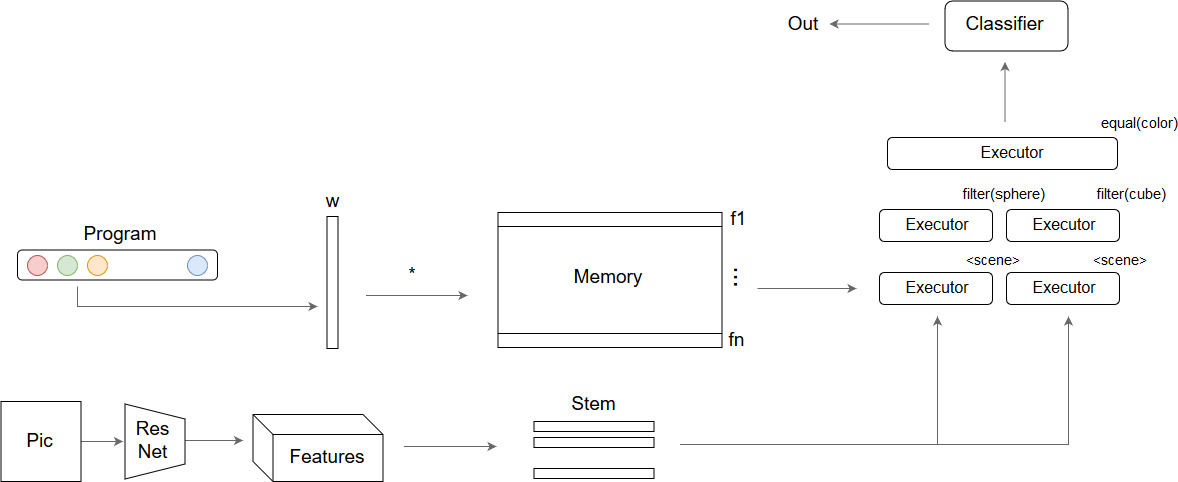 Out
Classifier
equal(color)
Executor
w
filter(sphere)
filter(cube)
Program
f1
Executor
Executor
*
Memory
⋮
<scene>
<scene>
Executor
Executor
fn
Stem
Pic
Res
Net
Features